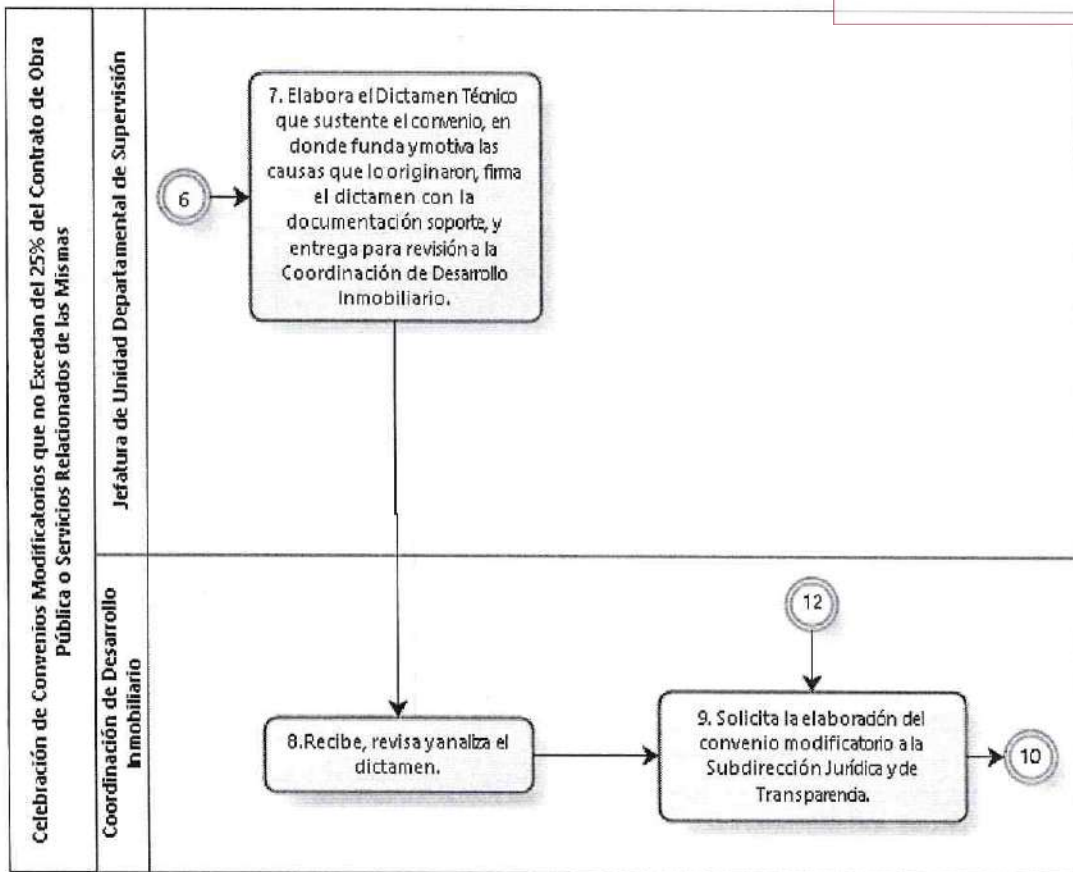 Celebración de Convenios Modificatorios que no Excedan del 25% del Contrato de Obra
Pública o Servicios Relacionados de las Mismas
Jefatura de Unidad Departamental de Supervisión
6
7. Elabora el Dictamen Técnico
que sustente el convenio, en
donde funda y motiva las
causas que lo originaron, firma
el dictamen con la
documentación soporte, y
entrega para revisión a la
Coordinación de Desarrollo
Inmobiliario.
Coordinación de Desarrollo
Inmobiliario
12
8.Recibe, revisa y analiza el
dictamen.
9. Solicita la elaboración del
convenio modificatorio a la
Subdirección Jurídica y de
Transparencia.
10